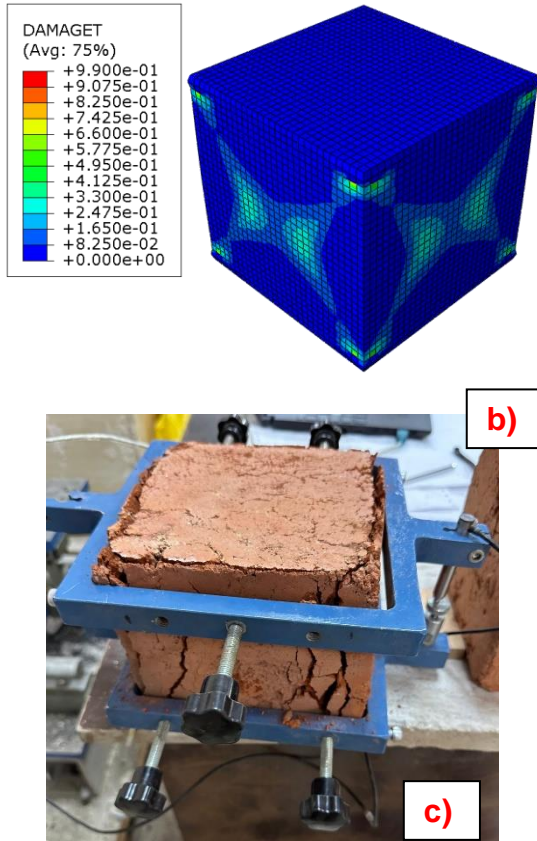 DAMAGET
(Avg: 75%)
+9.900e-01
+9.075e-01
+8.250e-01
+7.425e-01
+6.600e-01
+5.775e-01
+4.950e-01
+4.125e-01
+3.300e-01
+2.475e-01
+1.650e-01
+8.250e-02
+0.000e+00
b)
c)